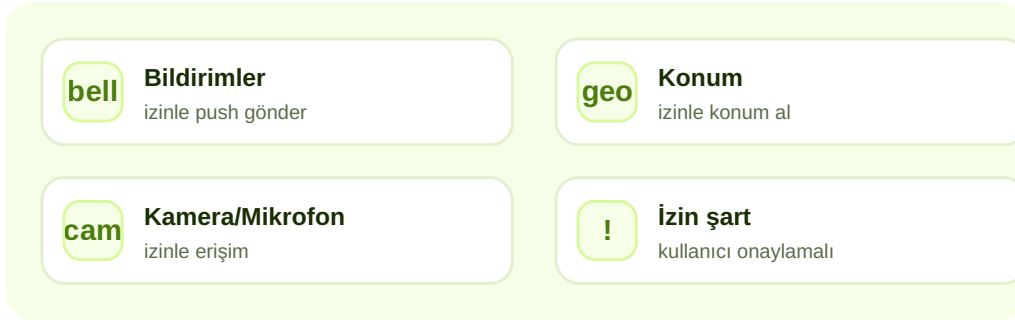 bell
Bildirimler
izinle push gönder
geo
Konum
izinle konum al
cam
Kamera/Mikrofon
izinle erişim
!
İzin şart
kullanıcı onaylamalı